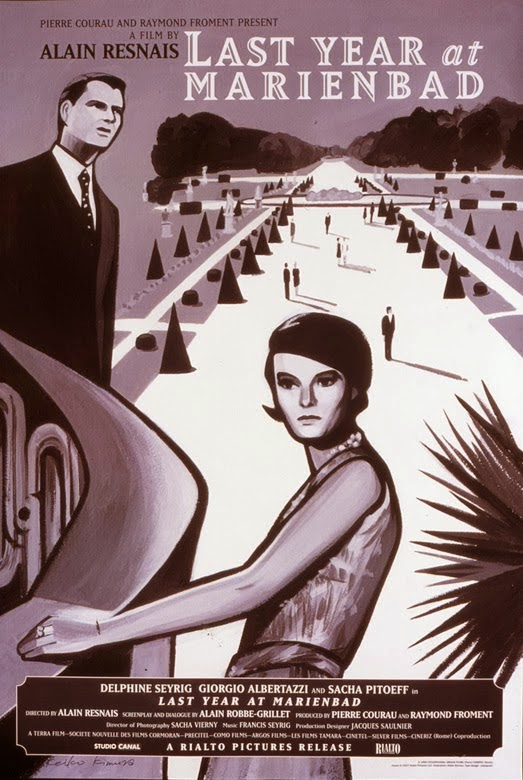 PIERRE COURAU AND RAYMOND FROMENT PRESENT
A FILM BY
ALAIN RESNAIS
LAST YEAR at
MARIENBAD
DELPHINE SEYRIG GIORGIO ALBERTAZZI AND SACHA PITOEFF in
LAST YEAR AT MARIENBAD
DIRECTED BY ALAIN RESNAIS SCREENPLAY AND DIALOGUE BY ALAIN ROBBE-GRILLET PRODUCED BY PIERRE COURAU AND RAYMOND FROMENT
Director of Photography SACHA VIERNY Music FRANCIS SEYRIG Production Designer JACQUES SAULNIER
A TERRA FILM–SOCIETE NOUVELLE DES FILMS CORMORAN–PRECITEL–COMO FILMS–ARGOS FILMS–LES FILMS TAMARA–CINETEL–SILVER FILMS–CINERIZ (Rome) Coproduction
STUDIO CANAL
A RIALTO PICTURES RELEASE
RIALTO